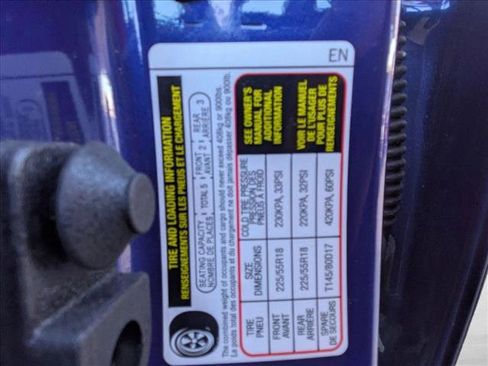 EN
TIRE AND LOADING INFORMATION
RENSEIGNEMENTS SUR LES PNEUS ET LE CHARGEMENT
SEATING CAPACITY TOTAL 5 FRONT 2 REAR 3
NOMBRE DE PLACES AVANT ARRIÈRE
The combined weight of occupants and cargo should never exceed 408kg or 900lbs.
Le poids total des occupants et du chargement ne doit jamais dépasser 408kg ou 900lb.
TIRE SIZE COLD TIRE PRESSURE SEE OWNER'S
PNEU DIMENSIONS PRESSION DES MANUAL FOR
PNEUS À FROID ADDITIONAL
INFORMATION
FRONT 225/55R18 230KPA, 33PSI
AVANT
REAR 225/55R18 220KPA, 32PSI VOIR LE MANUEL
ARRIÈRE DE L'USAGER
SPARE T145/80D17 420KPA, 60PSI POUR PLUS DE
DE SECOURS RENSEIGNEMENTS